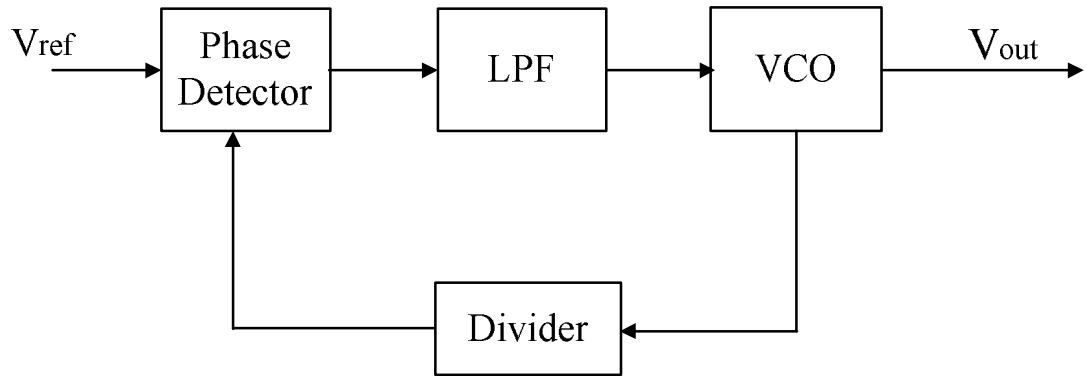 Vref
Phase
Detector
LPF
VCO
Vout
Divider